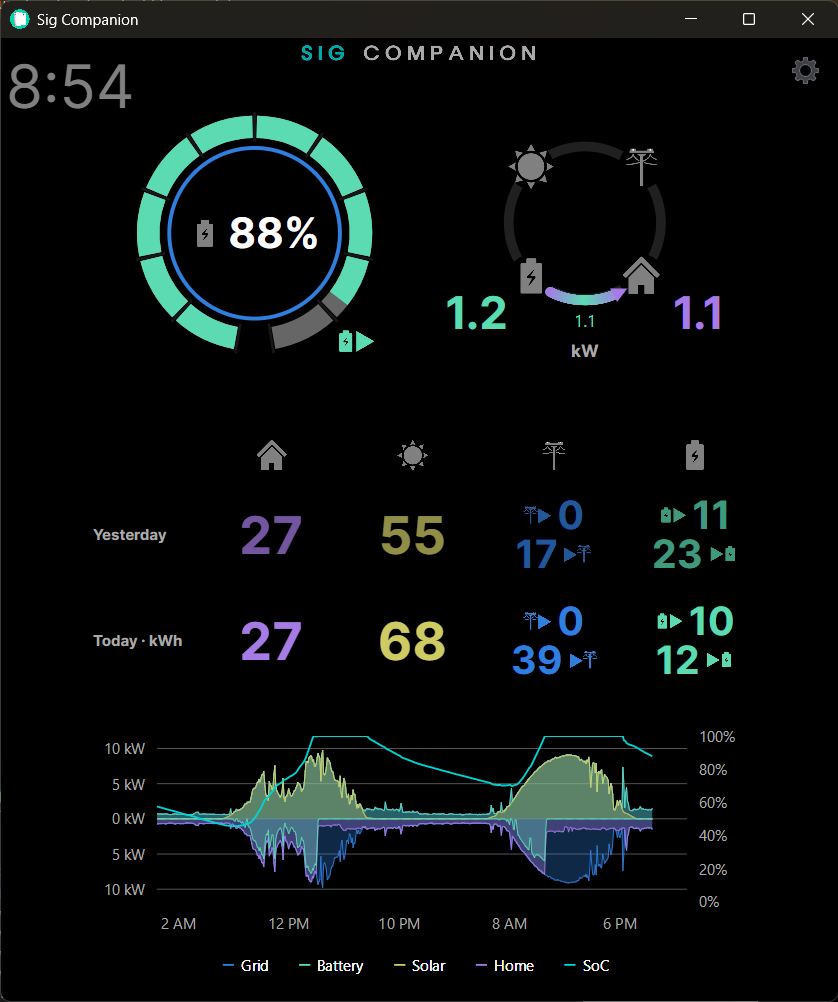 Sig Companion
SIG COMPANION
8:54
88%
1.2
1.1
1.1
kW
Yesterday 27 55 0 11
17 23
Today · kWh 27 68 0 10
39 12
10 kW 100%
5 kW 80%
0 kW 60%
5 kW 40%
10 kW 20%
0%
2 AM 12 PM 10 PM 8 AM 6 PM
Grid Battery Solar Home SoC